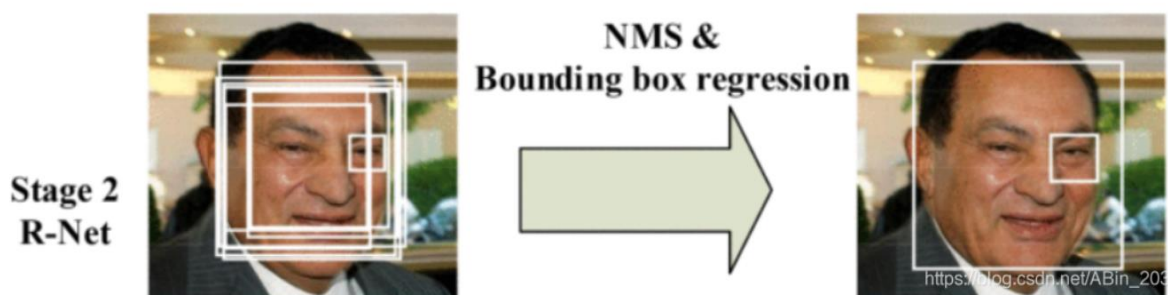 NMS &
Bounding box regression
Stage 2
R-Net
https://blog.csdn.net/ABin_203